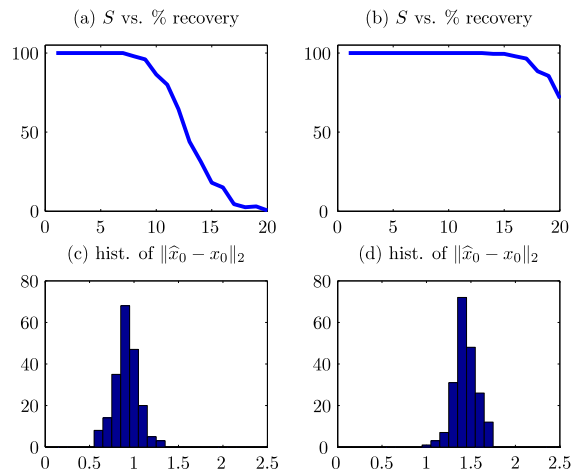 (a) S vs. % recovery
(b) S vs. % recovery
100
50
0
0 5 10 15 20
100
50
0
0 5 10 15 20
(c) hist. of ‖x̂₀ − x₀‖₂
(d) hist. of ‖x̂₀ − x₀‖₂
80
60
40
20
0
0 0.5 1 1.5 2 2.5
80
60
40
20
0
0 0.5 1 1.5 2 2.5